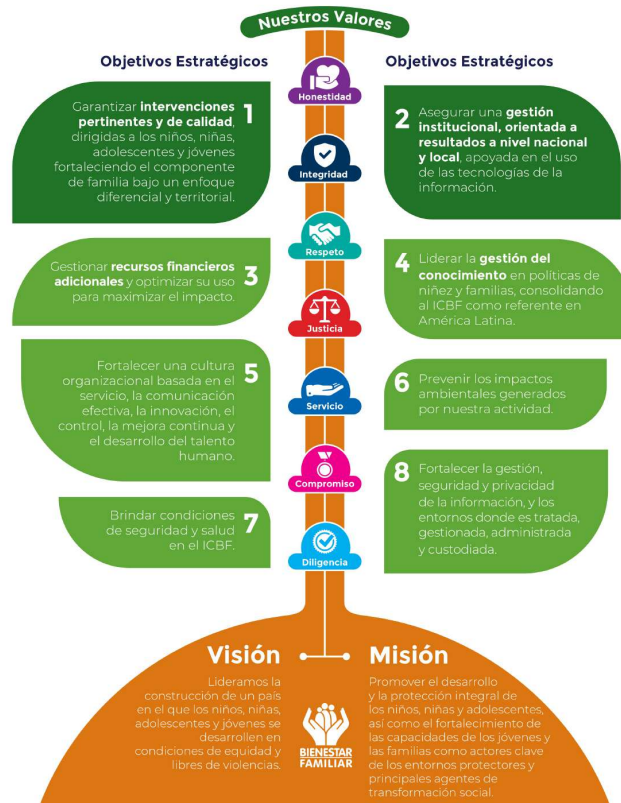 Nuestros Valores
Objetivos Estratégicos
Objetivos Estratégicos
Honestidad
Integridad
Respeto
Justicia
Servicio
Compromiso
Diligencia
1
Garantizar intervenciones
pertinentes y de calidad,
dirigidas a los niños, niñas,
adolescentes y jóvenes
fortaleciendo el componente
de familia bajo un enfoque
diferencial y territorial.
2
Asegurar una gestión
institucional, orientada a
resultados a nivel nacional
y local, apoyada en el uso
de las tecnologías de la
información.
3
Gestionar recursos financieros
adicionales y optimizar su uso
para maximizar el impacto.
4
Liderar la gestión del
conocimiento en políticas de
niñez y familias, consolidando
al ICBF como referente en
América Latina.
5
Fortalecer una cultura
organizacional basada en el
servicio, la comunicación
efectiva, la innovación, el
control, la mejora continua y
el desarrollo del talento
humano.
6
Prevenir los impactos
ambientales generados
por nuestra actividad.
7
Brindar condiciones
de seguridad y salud
en el ICBF.
8
Fortalecer la gestión,
seguridad y privacidad
de la información, y los
entornos donde es tratada,
gestionada, administrada
y custodiada.
Visión
Lideramos la
construcción de un país
en el que los niños, niñas,
adolescentes y jóvenes se
desarrollen en
condiciones de equidad y
libres de violencias.
BIENESTAR
FAMILIAR
Misión
Promover el desarrollo
y la protección integral de
los niños, niñas y adolescentes,
así como el fortalecimiento de
las capacidades de los jóvenes y
las familias como actores clave
de los entornos protectores y
principales agentes de
transformación social.